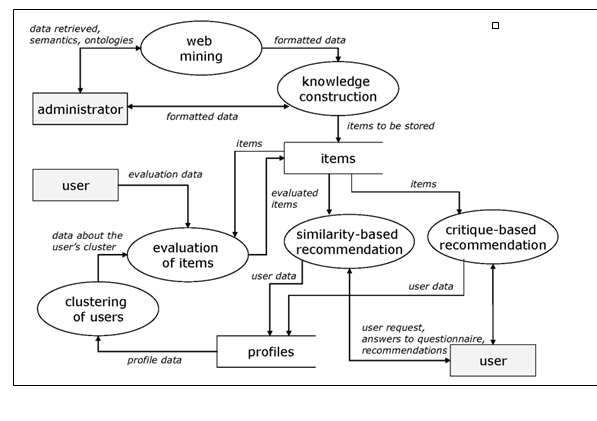 data retrieved,
semantics, ontologies
web
mining
formatted data
knowledge
construction
administrator
formatted data
items to be stored
items
items
user
evaluation data
evaluated
items
items
data about the
user's cluster
evaluation
of items
similarity-based
recommendation
critique-based
recommendation
user data
user data
clustering
of users
user request,
answers to questionnaire,
recommendations
profiles
profile data
user